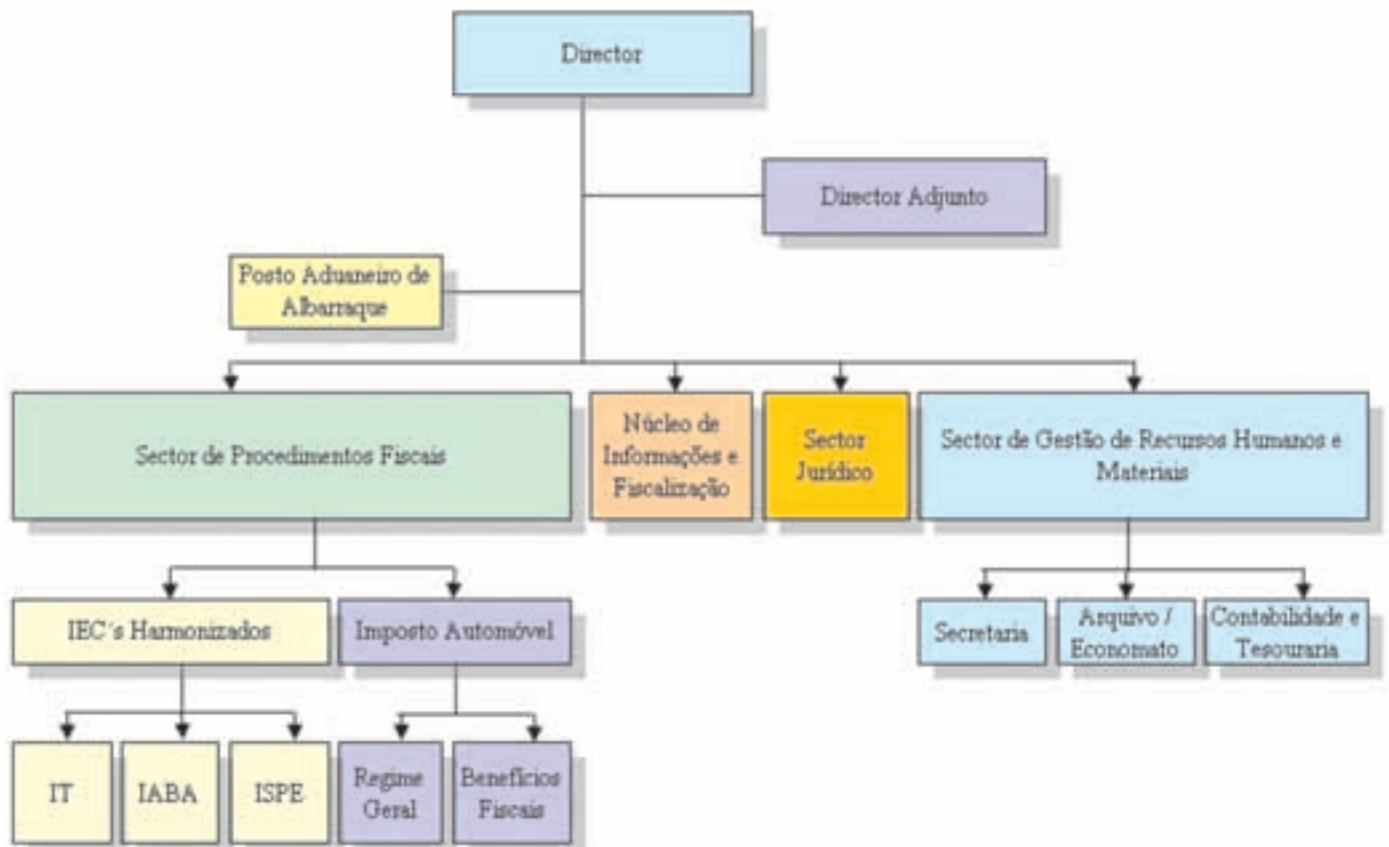 Director
Director Adjunto
Posto Aduaneiro de
Albarraque
Sector de Procedimentos Fiscais
Núcleo de
Informações e
Fiscalização
Sector
Jurídico
Sector de Gestão de Recursos Humanos e
Materiais
IEC´s Harmonizados
Imposto Automóvel
Secretaria
Arquivo /
Economato
Contabilidade e
Tesouraria
IT
IABA
ISPE
Regime
Geral
Benefícios
Fiscais